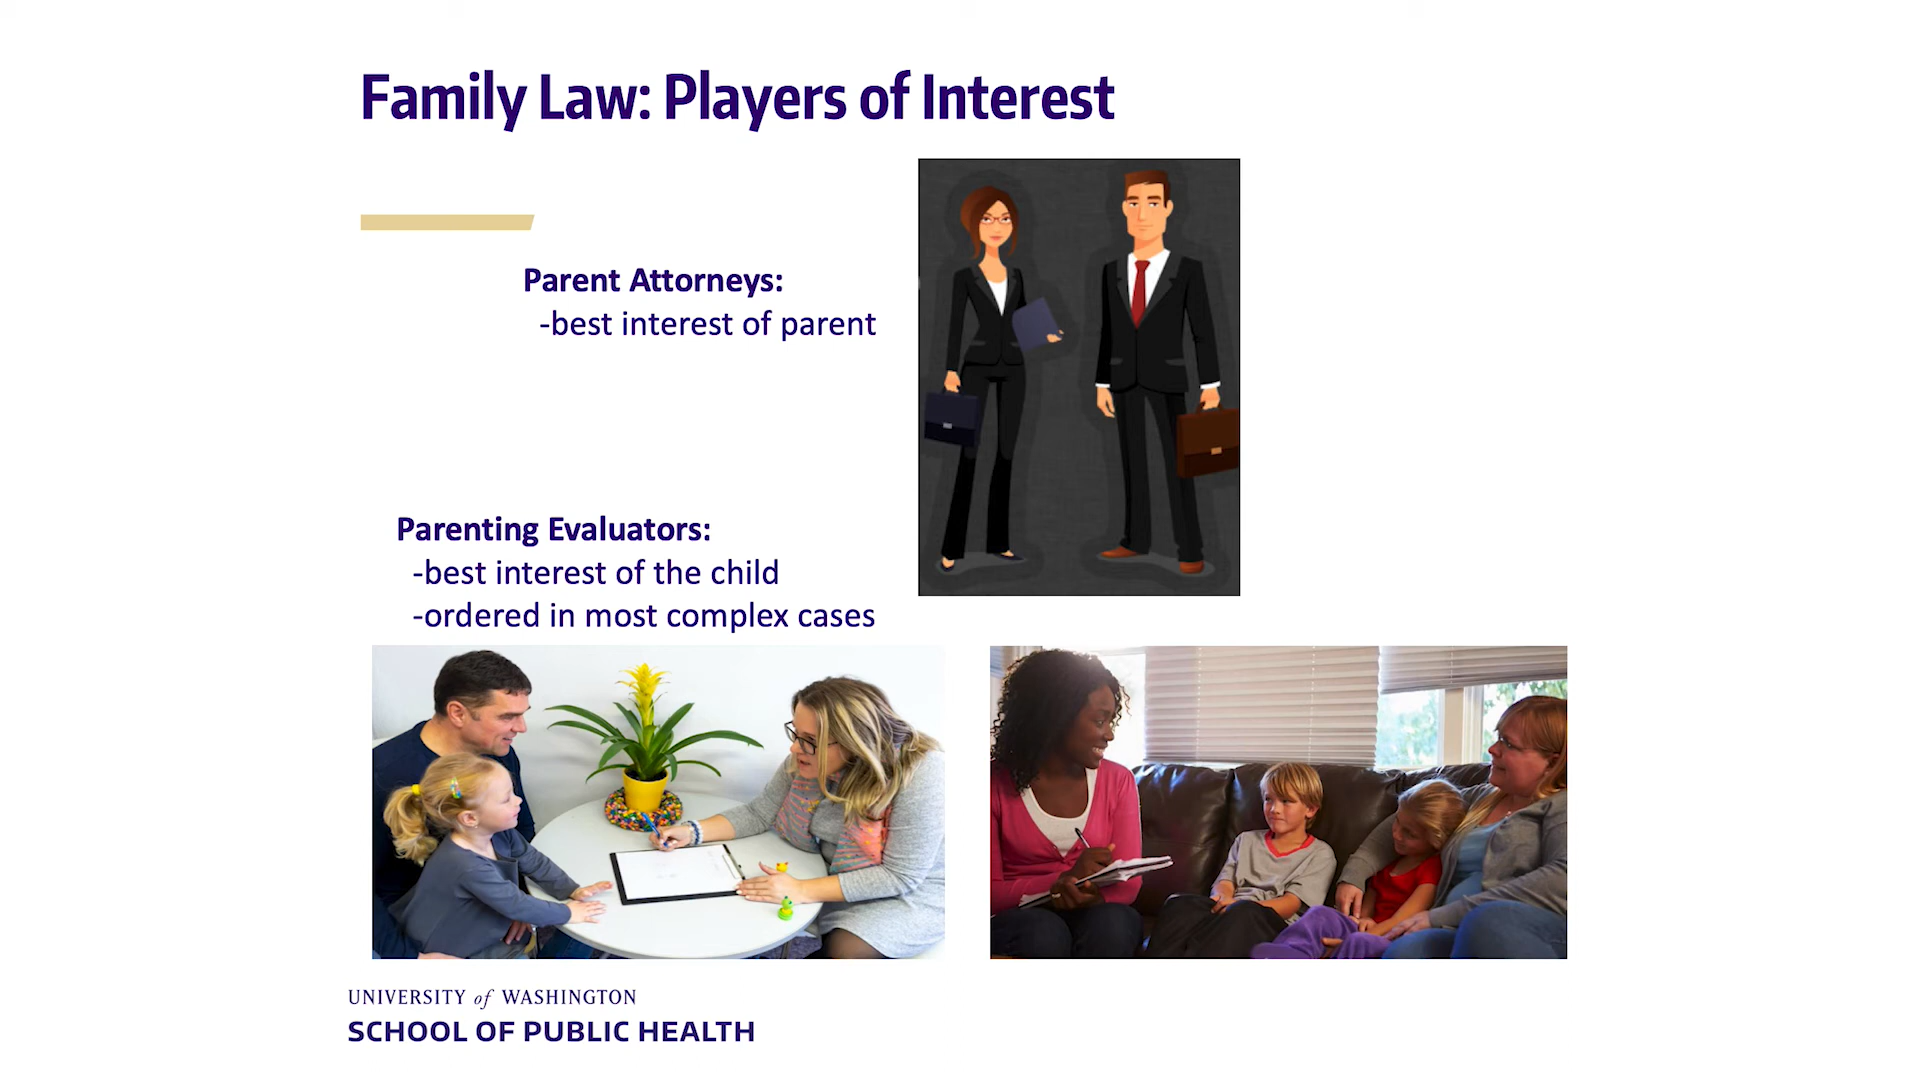 Family Law: Players of Interest
Parent Attorneys:
-best interest of parent
Parenting Evaluators:
-best interest of the child
-ordered in most complex cases
UNIVERSITY of WASHINGTON
SCHOOL OF PUBLIC HEALTH